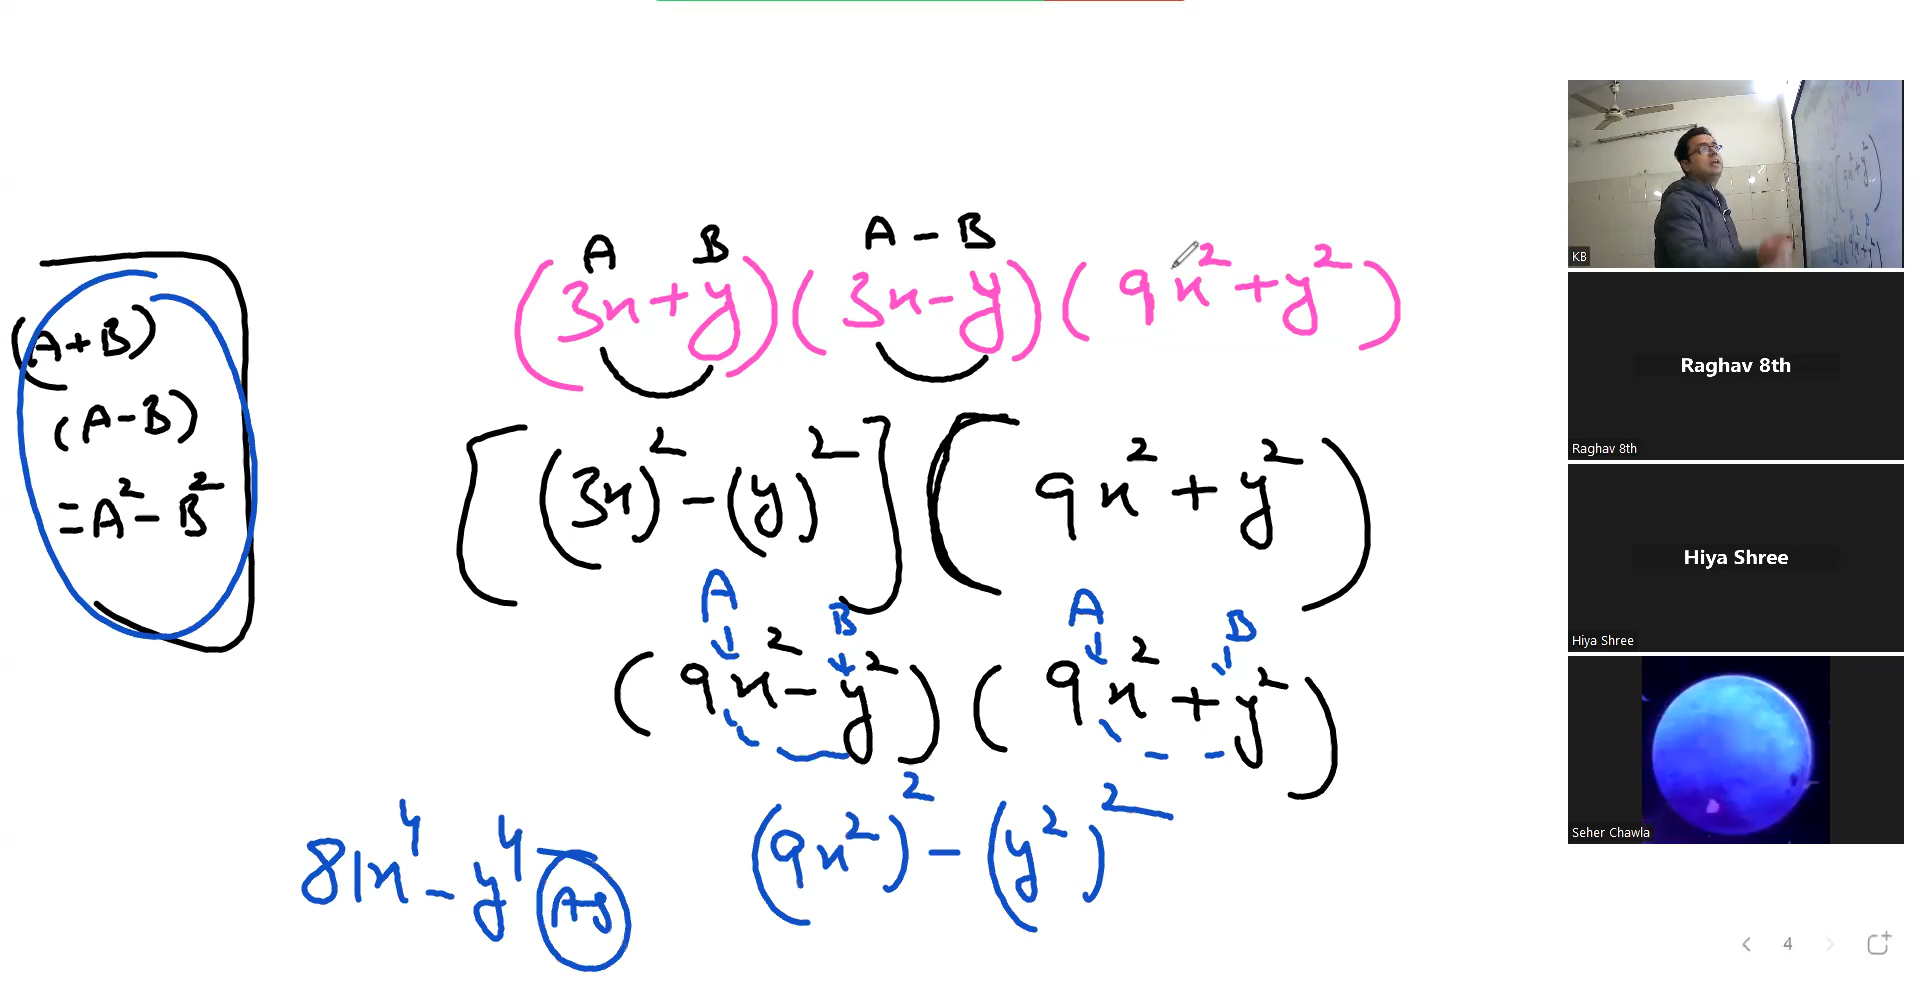 A B A - B
(3x+y)(3x-y)(9x²+y²)
(A+B)
(A-B)
=A²-B²
[(3x)²-(y)²](9x²+y²)
A B A B
(9x²-y²)(9x²+y²)
(9x²)²-(y²)²
81x⁴-y⁴
KB
Raghav 8th
Raghav 8th
Hiya Shree
Hiya Shree
Seher Chawla
4